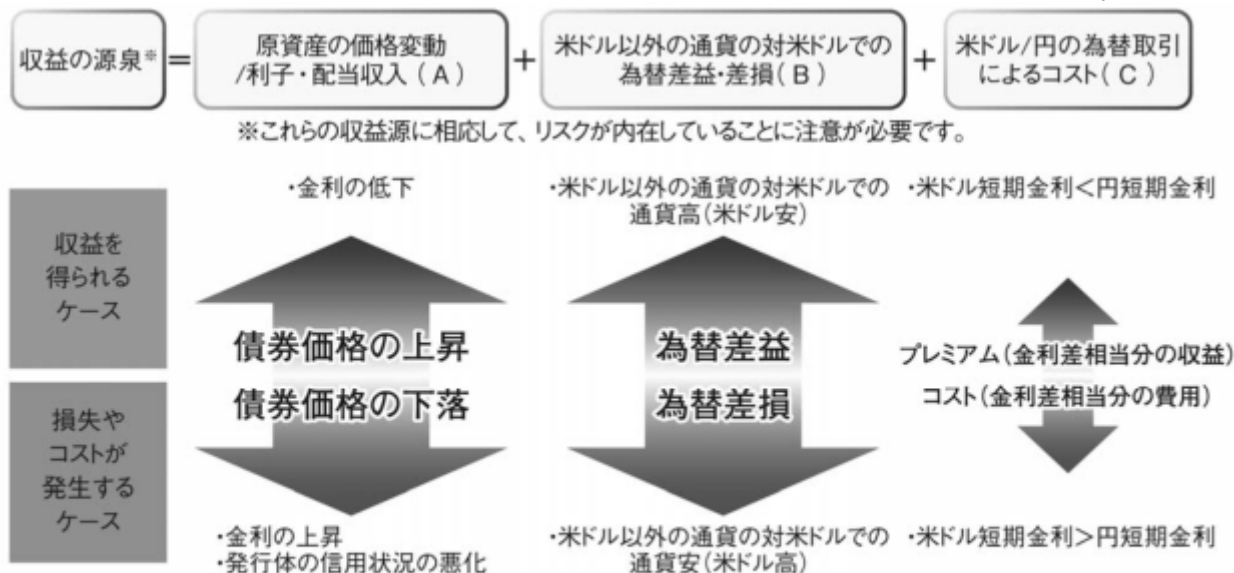 収益の源泉※ = 原資産の価格変動/利子・配当収入(A) + 米ドル以外の通貨の対米ドルでの為替差益・差損(B) + 米ドル/円の為替取引によるコスト(C)
※これらの収益源に相応して、リスクが内在していることに注意が必要です。
収益を
得られる
ケース
・金利の低下
・米ドル以外の通貨の対米ドルでの
通貨高(米ドル安)
・米ドル短期金利<円短期金利
債券価格の上昇
為替差益
プレミアム(金利差相当分の収益)
債券価格の下落
為替差損
コスト(金利差相当分の費用)
損失や
コストが
発生する
ケース
・金利の上昇
・発行体の信用状況の悪化
・米ドル以外の通貨の対米ドルでの
通貨安(米ドル高)
・米ドル短期金利>円短期金利